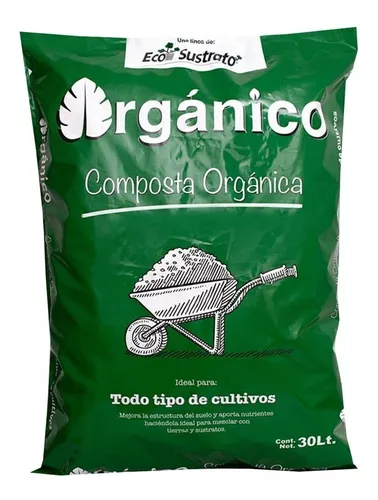 Una línea de:
Eco Sustrato
Orgánico
Composta Orgánica
Ideal para:
Todo tipo de cultivos
Mejora la estructura del suelo y aporta nutrientes
haciéndola ideal para mezclar con
tierras y sustratos.
Cont.
Net. 30Lt.